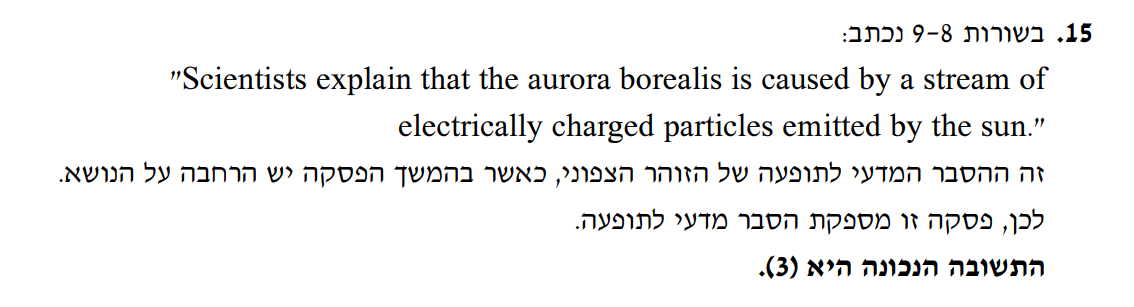 15. בשורות 8–9 נכתב:
"Scientists explain that the aurora borealis is caused by a stream of
electrically charged particles emitted by the sun."
זה ההסבר המדעי לתופעה של הזוהר הצפוני, כאשר בהמשך הפסקה יש הרחבה על הנושא.
לכן, פסקה זו מספקת הסבר מדעי לתופעה.
התשובה הנכונה היא (3).